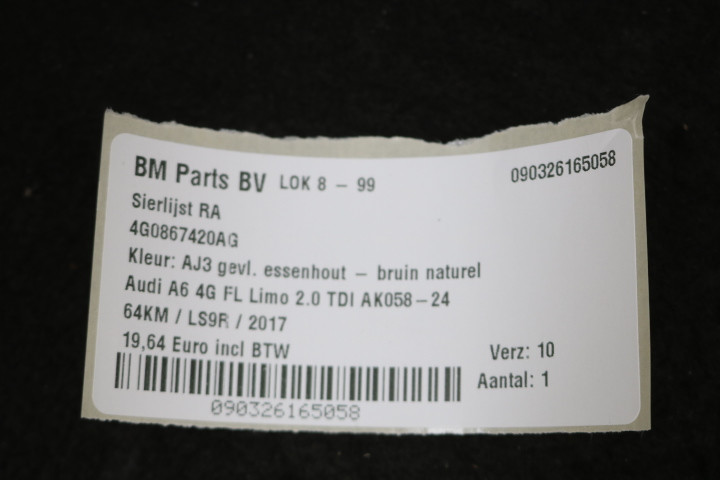 BM Parts BV LOK 8 - 99 090326165058
Sierlijst RA
4G0867420AG
Kleur: AJ3 gevl. essenhout - bruin naturel
Audi A6 4G FL Limo 2.0 TDI AK058-24
64KM / LS9R / 2017
19,64 Euro incl BTW
Verz: 10
Aantal: 1
090326165058